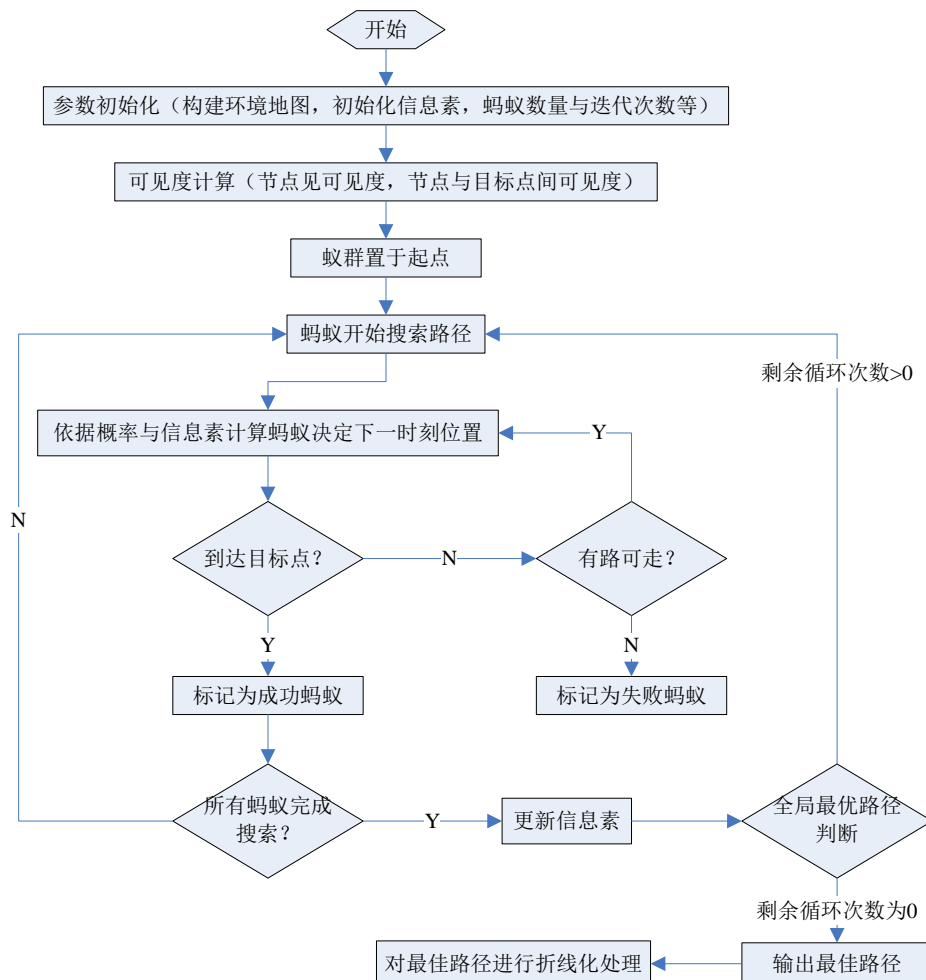 开始
参数初始化（构建环境地图，初始化信息素，蚂蚁数量与迭代次数等）
可见度计算（节点见可见度，节点与目标点间可见度）
蚁群置于起点
蚂蚁开始搜索路径
剩余循环次数>0
依据概率与信息素计算蚂蚁决定下一时刻位置
Y
N
到达目标点？
N
有路可走？
Y
N
标记为成功蚂蚁
标记为失败蚂蚁
所有蚂蚁完成
搜索？
Y
更新信息素
全局最优路径
判断
剩余循环次数为0
对最佳路径进行折线化处理
输出最佳路径